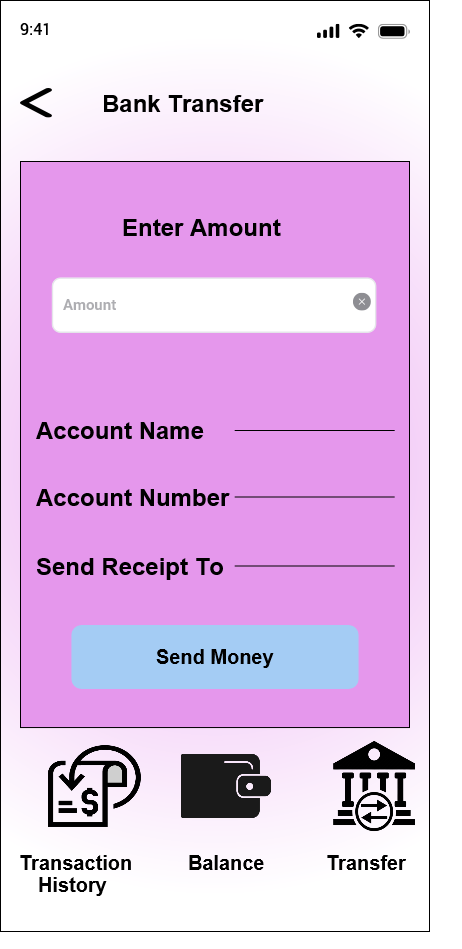 9:41
Bank Transfer
Enter Amount
Amount
Account Name
Account Number
Send Receipt To
Send Money
$
Transaction
History
Balance
Transfer